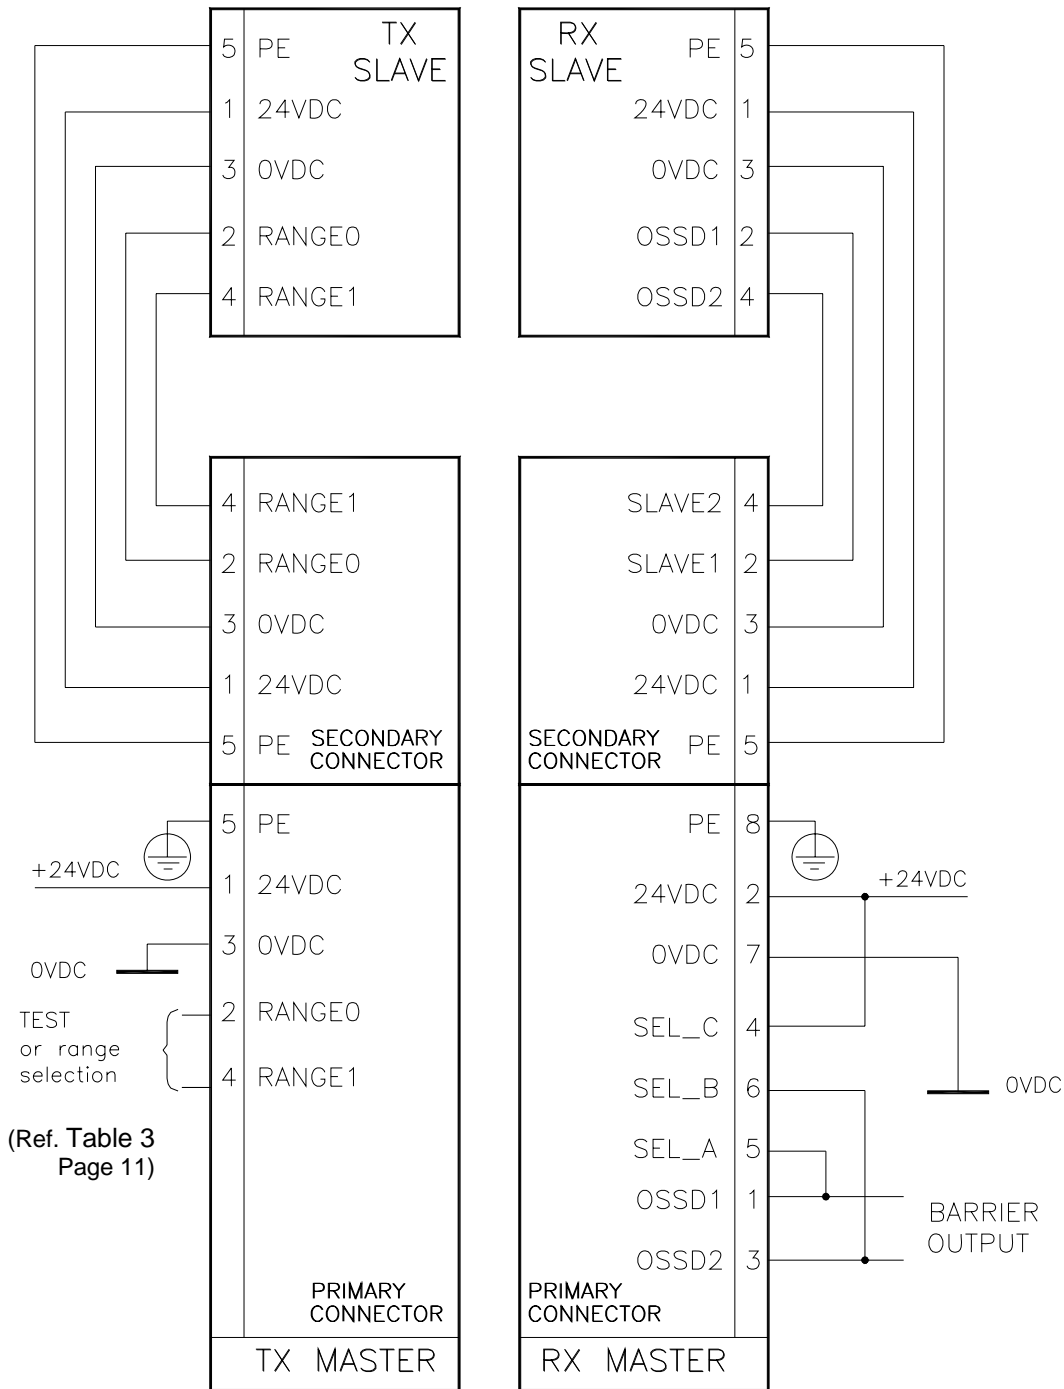 TX
SLAVE
5 PE
1 24VDC
3 0VDC
2 RANGE0
4 RANGE1
RX
SLAVE
PE 5
24VDC 1
0VDC 3
OSSD1 2
OSSD2 4
4 RANGE1
2 RANGE0
3 0VDC
1 24VDC
5 PE
SECONDARY
CONNECTOR
SLAVE2 4
SLAVE1 2
0VDC 3
24VDC 1
PE 5
SECONDARY
CONNECTOR
5 PE
+24VDC
1 24VDC
3 0VDC
0VDC
2 RANGE0
TEST
or range
selection
4 RANGE1
(Ref. Table 3
Page 11)
PRIMARY
CONNECTOR
TX MASTER
PE 8
24VDC 2
+24VDC
0VDC 7
SEL_C 4
0VDC
SEL_B 6
SEL_A 5
OSSD1 1
OSSD2 3
BARRIER
OUTPUT
PRIMARY
CONNECTOR
RX MASTER